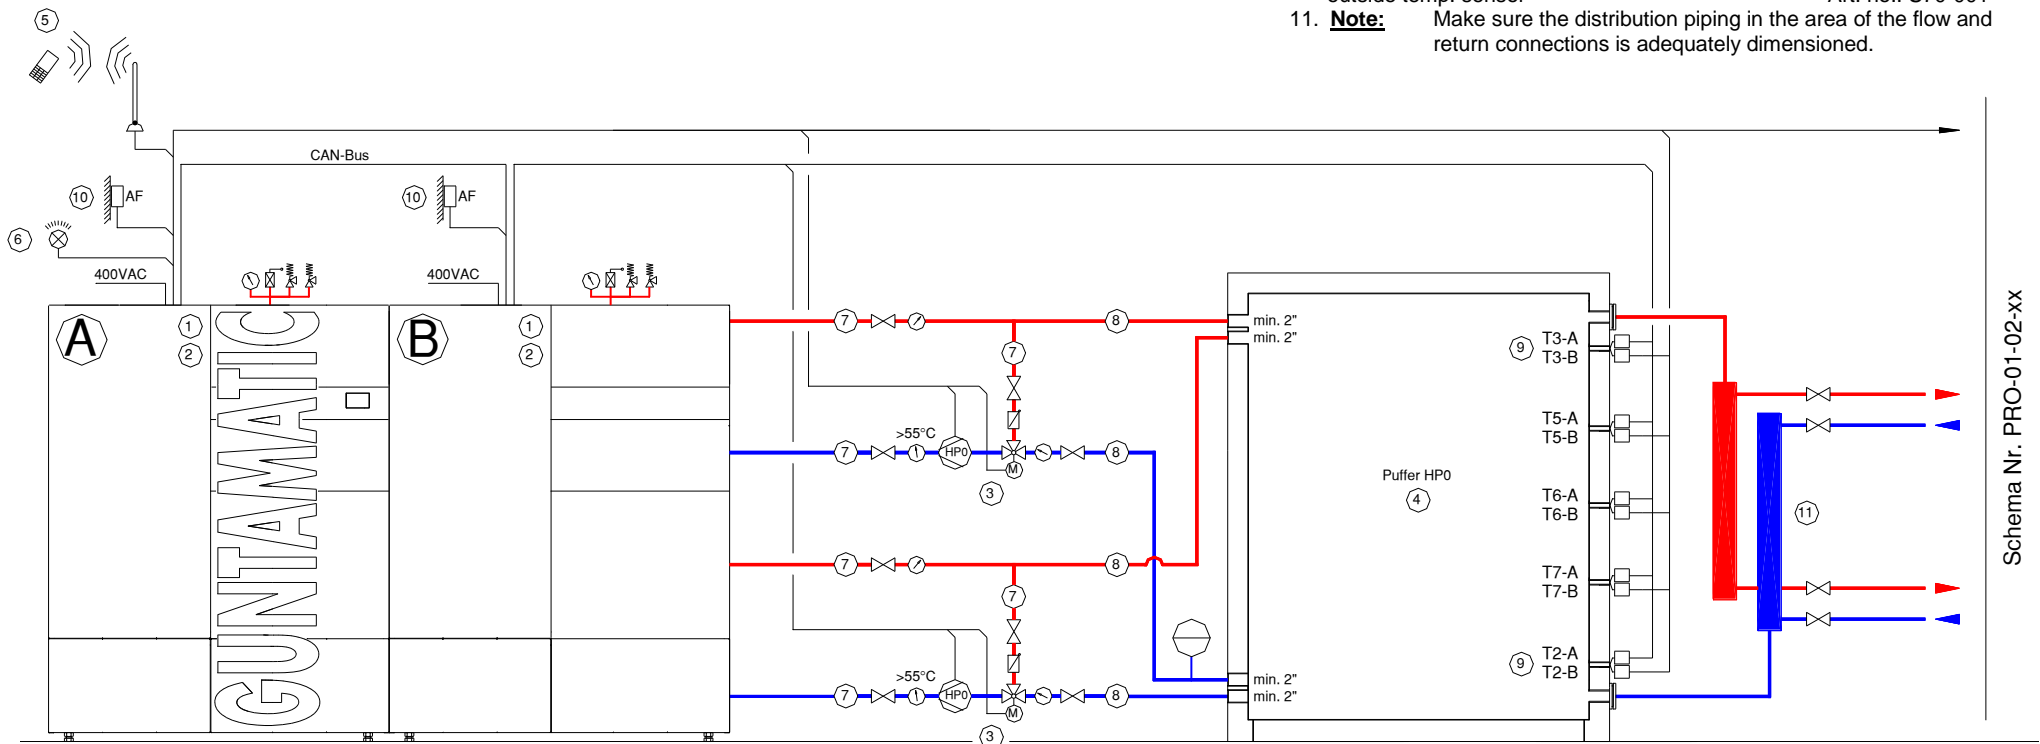 11. Note: Make sure the distribution piping in the area of the flow and
return connections is adequately dimensioned.
5
CAN-Bus
10 AF
10 AF
6
400VAC
400VAC
A
1
2
B
1
2
GUNTAMATIC
7
8
min. 2"
min. 2"
7
>55°C
7
HP0
8
M
3
7
8
7
>55°C
7
HP0
8
M
3
min. 2"
min. 2"
Puffer HP0
4
9
T3-A
T3-B
T5-A
T5-B
T6-A
T6-B
T7-A
T7-B
9
T2-A
T2-B
11
Schema Nr. PRO-01-02-xx